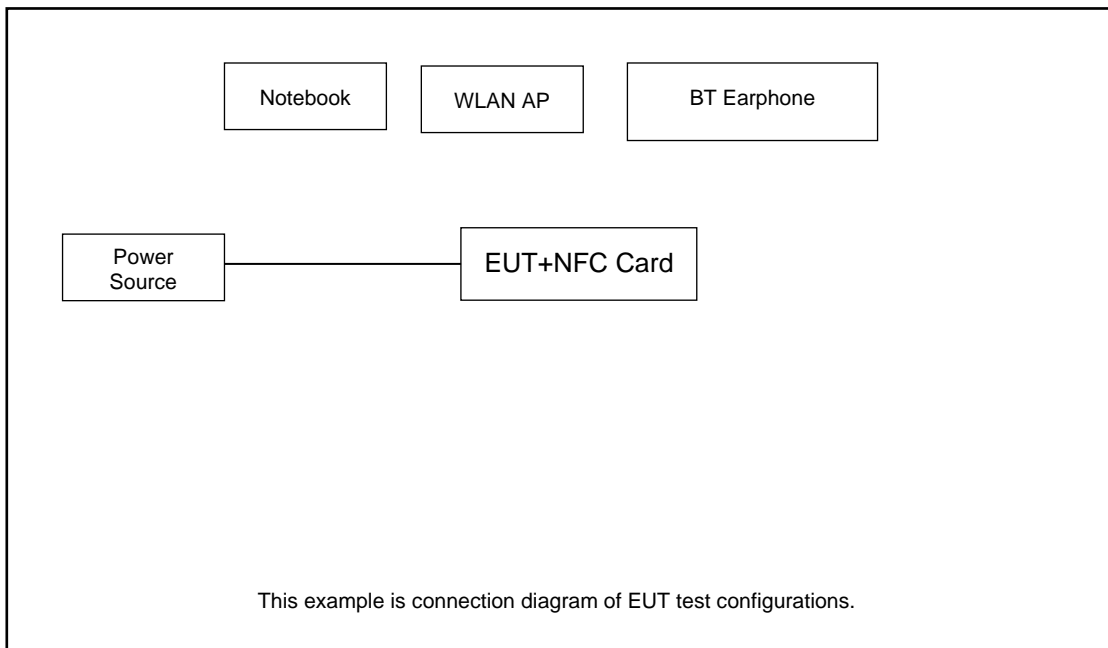 Notebook
WLAN AP
BT Earphone
Power
Source
EUT+NFC Card
This example is connection diagram of EUT test configurations.